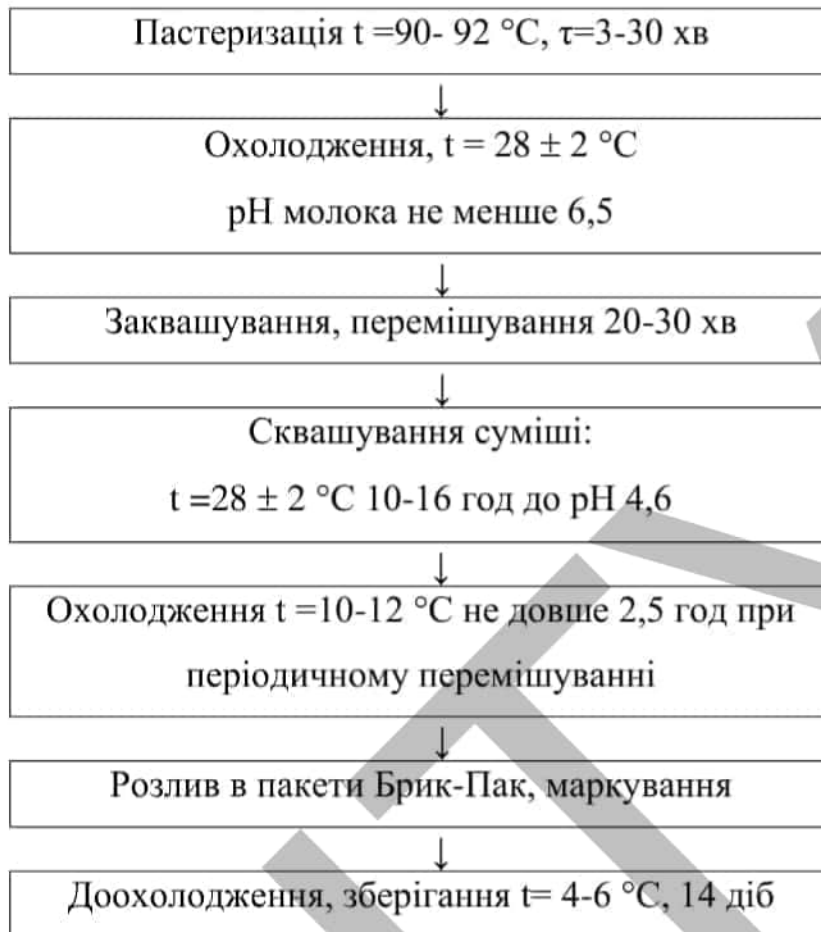 Пастеризація t =90- 92 °C, τ=3-30 хв
↓
Охолодження, t = 28 ± 2 °C
pH молока не менше 6,5
↓
Заквашування, перемішування 20-30 хв
↓
Сквашування суміші:
t =28 ± 2 °C 10-16 год до pH 4,6
↓
Охолодження t =10-12 °C не довше 2,5 год при
періодичному перемішуванні
↓
Розлив в пакети Брик-Пак, маркування
↓
Доохолодження, зберігання t= 4-6 °C, 14 діб